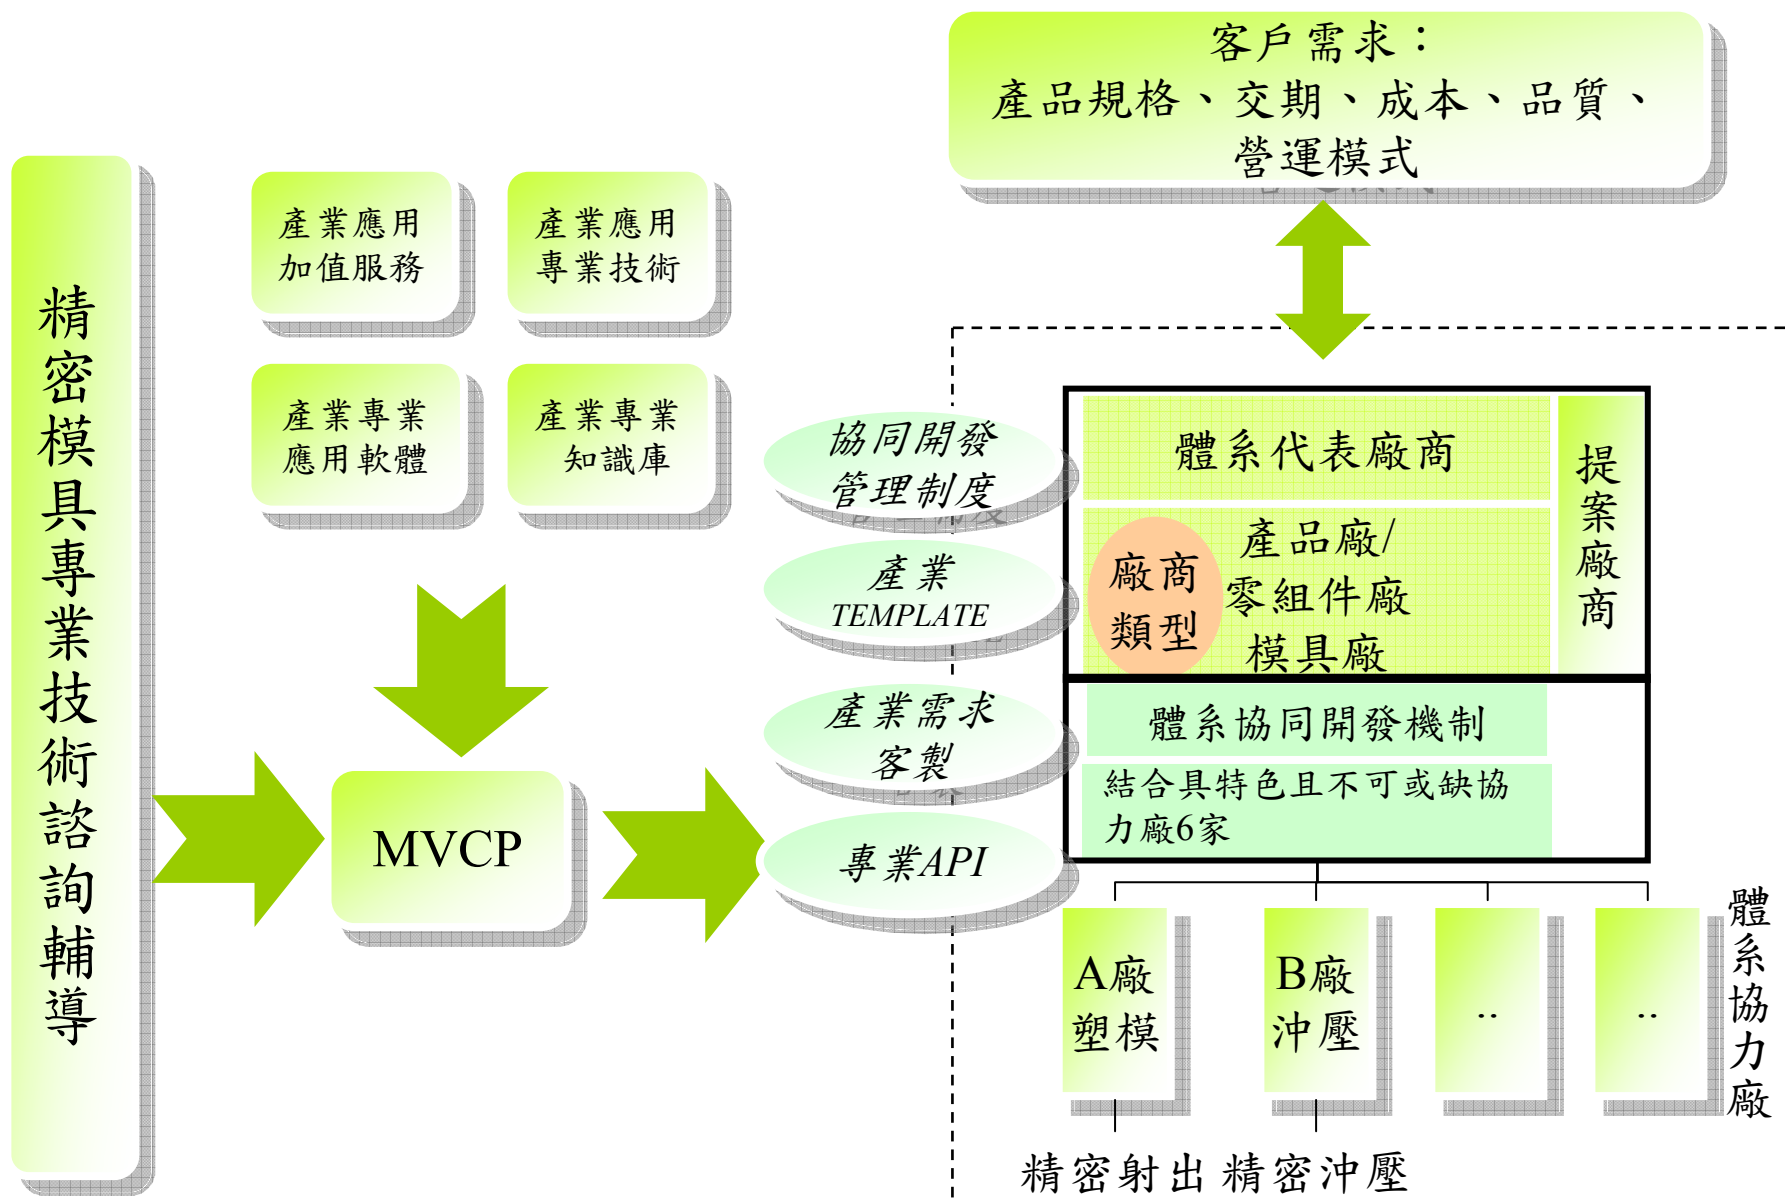 客戶需求：
產品規格、交期、成本、品質、
營運模式
精密模具專業技術諮詢輔導
產業應用
加值服務
產業應用
專業技術
產業專業
應用軟體
產業專業
知識庫
MVCP
協同開發
管理制度
產業
TEMPLATE
產業需求
客製
專業API
體系代表廠商
廠商
類型
產品廠/
零組件廠
模具廠
提案廠商
體系協同開發機制
結合具特色且不可或缺協
力廠6家
A廠
塑模
B廠
沖壓
..
..
體系協力廠
精密射出 精密沖壓